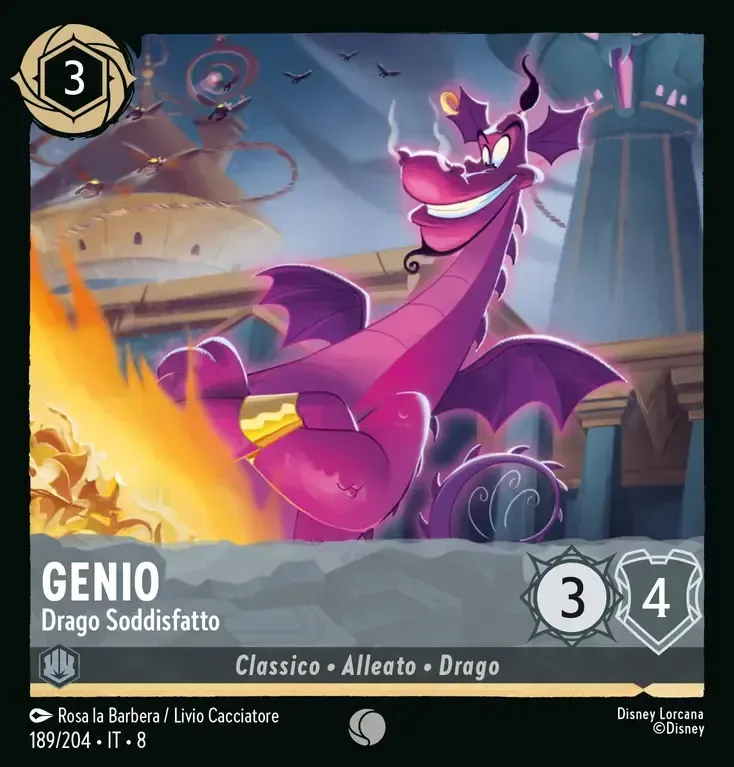 3
GENIO
Drago Soddisfatto
3
4
Classico • Alleato • Drago
Rosa la Barbera / Livio Cacciatore
189/204 • IT • 8
Disney Lorcana
©Disney